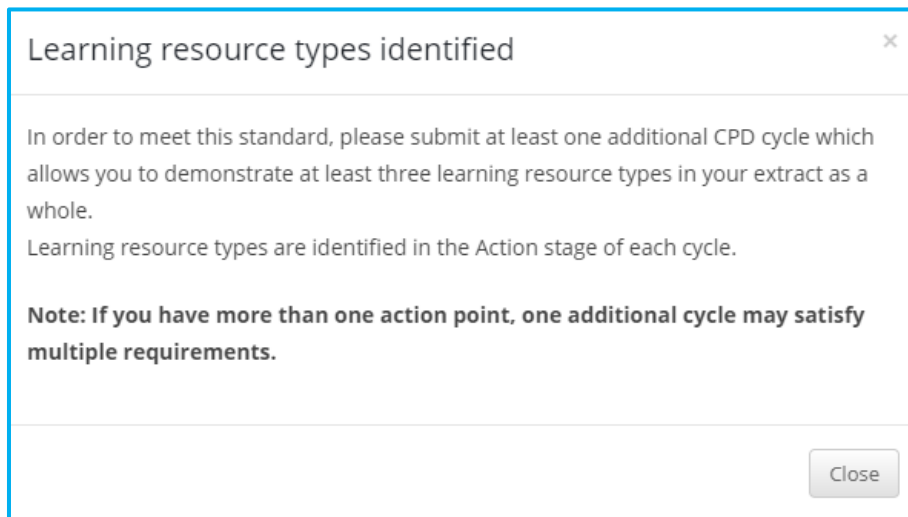 Learning resource types identified
×
In order to meet this standard, please submit at least one additional CPD cycle which
allows you to demonstrate at least three learning resource types in your extract as a
whole.
Learning resource types are identified in the Action stage of each cycle.
Note: If you have more than one action point, one additional cycle may satisfy
multiple requirements.
Close